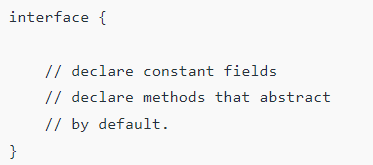 interface {
// declare constant fields
// declare methods that abstract
// by default.
}